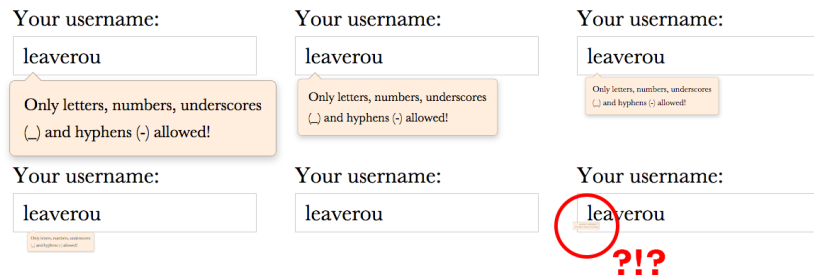 Your username: Your username: Your username:
leaverou leaverou leaverou
Only letters, numbers, underscores
(_) and hyphens (-) allowed!
Only letters, numbers, underscores
(_) and hyphens (-) allowed!
Only letters, numbers, underscores
(_) and hyphens (-) allowed!
Your username: Your username: Your username:
leaverou leaverou leaverou
Only letters, numbers, underscores
(_) and hyphens (-) allowed!
?!?